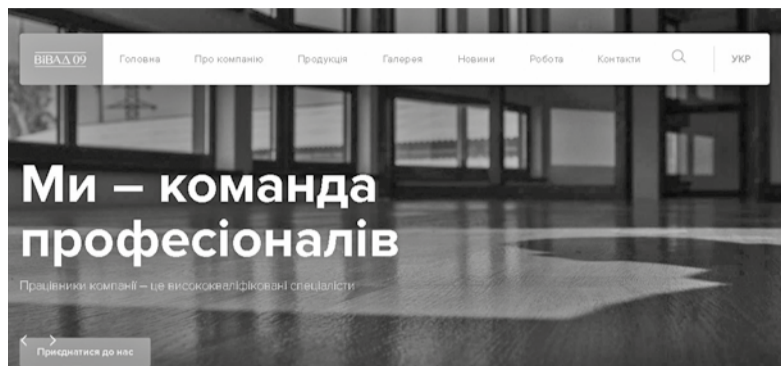 ВІВАД 09
Головна Про компанію Продукція Галерея Новини Робота Контакти УКР
Ми – команда
професіоналів
Працівники компанії – це висококваліфіковані спеціалісти
Приєднатися до нас